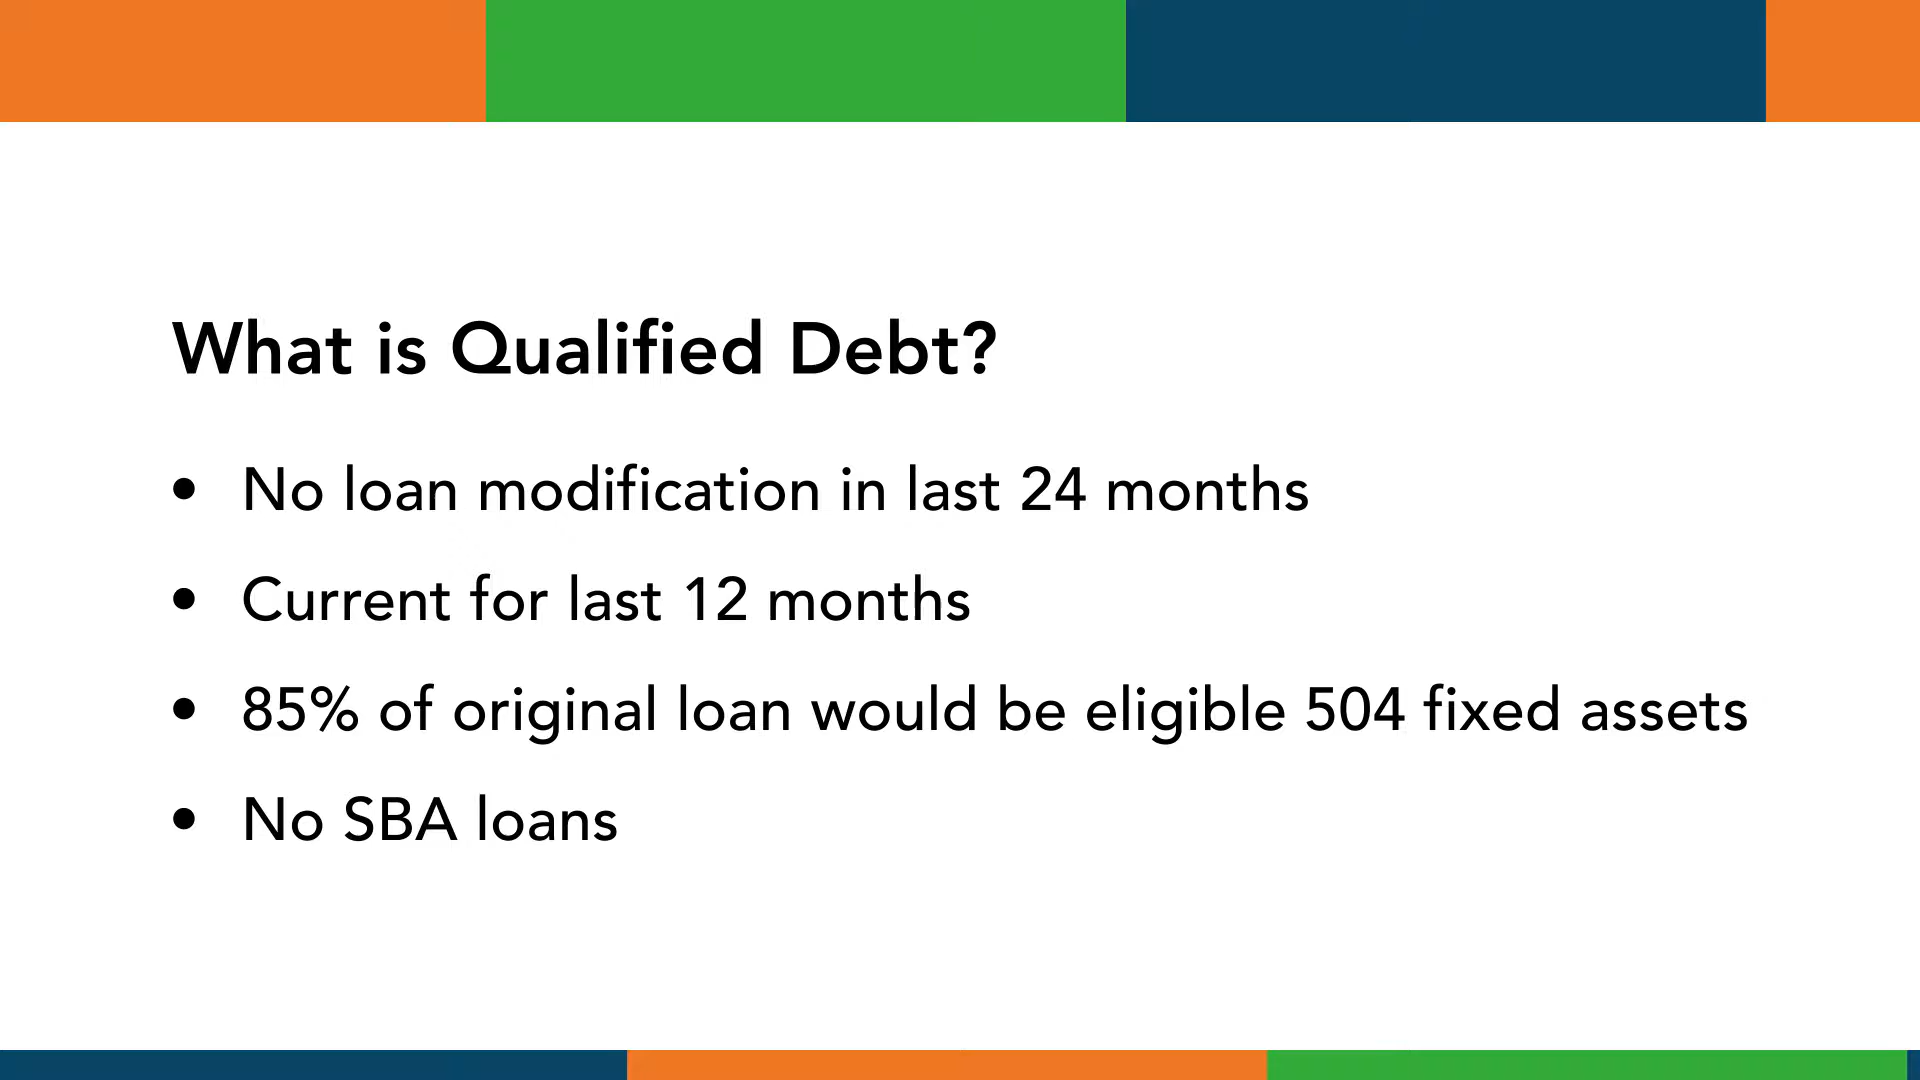 What is Qualified Debt?
• No loan modification in last 24 months
• Current for last 12 months
• 85% of original loan would be eligible 504 fixed assets
• No SBA loans